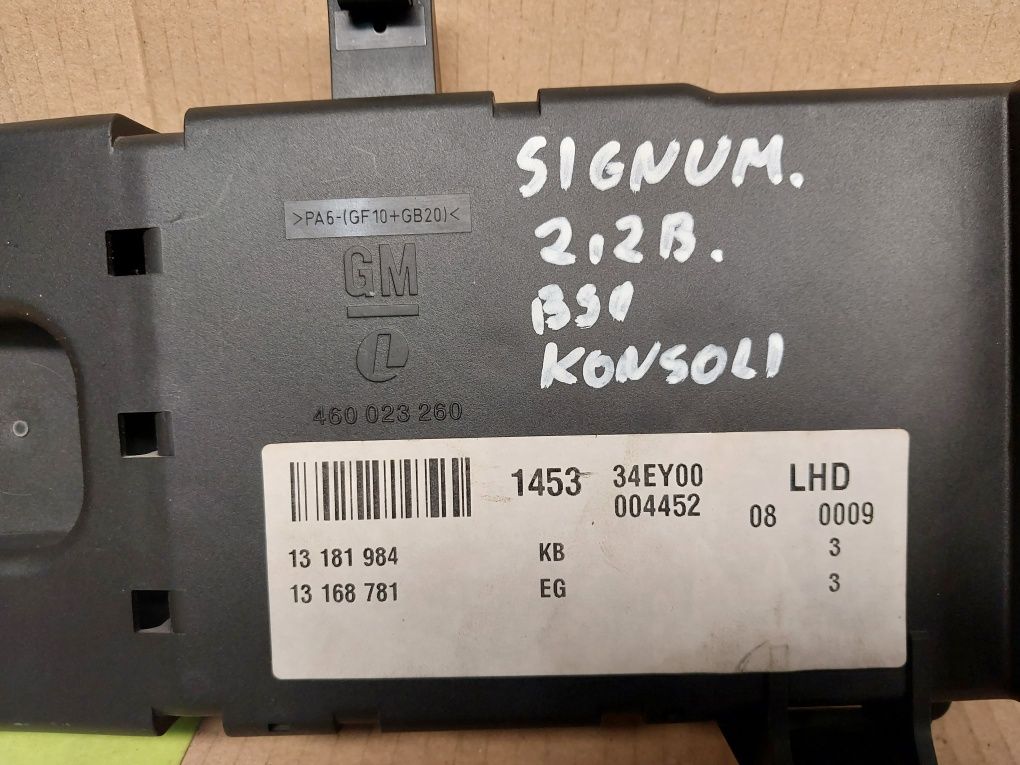 SIGNUM.
2.2B.
BSI
KONSOLI
>PA6-(GF10+GB20)<
GM
L
460 023 260
1453 34EY00 LHD
004452 08 0009
13 181 984 KB 3
13 168 781 EG 3